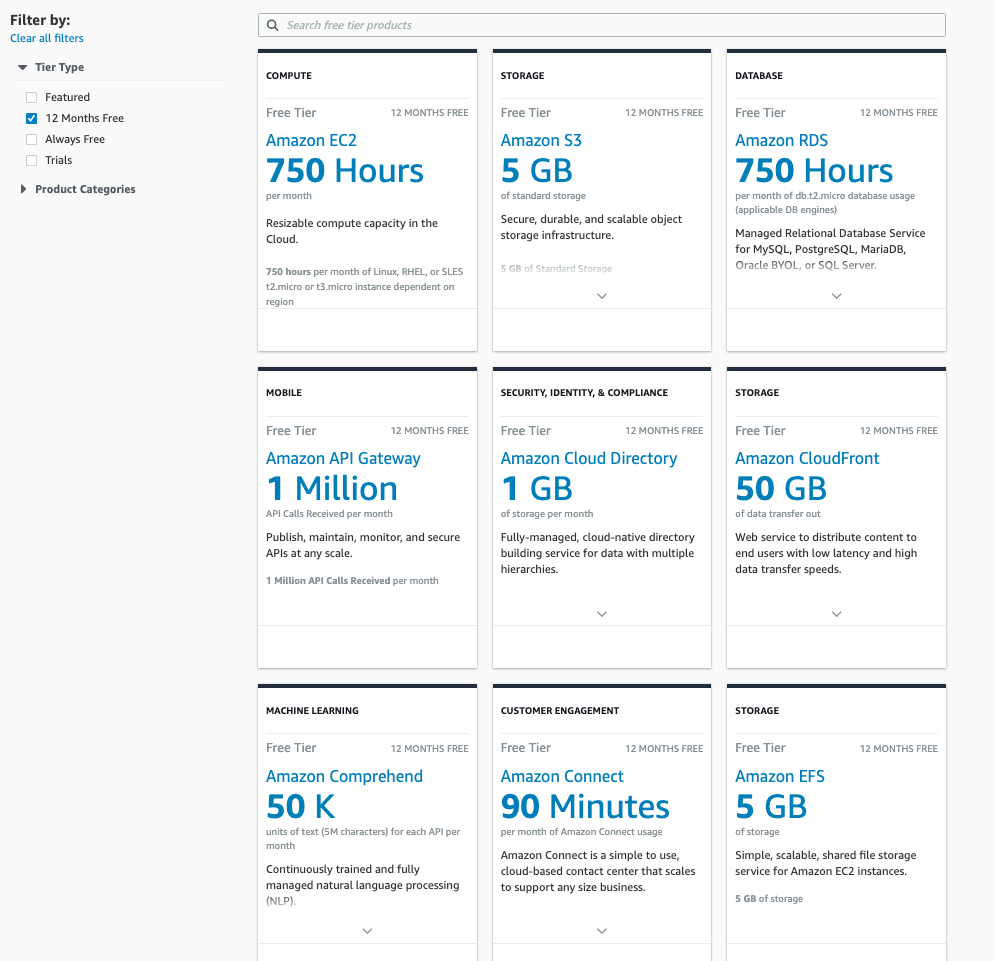 Filter by:
Clear all filters
Tier Type
Featured
12 Months Free
Always Free
Trials
Product Categories
Search free tier products
COMPUTE
Free Tier 12 MONTHS FREE
Amazon EC2
750 Hours
per month
Resizable compute capacity in the
Cloud.
750 hours per month of Linux, RHEL, or SLES
t2.micro or t3.micro instance dependent on
region
STORAGE
Free Tier 12 MONTHS FREE
Amazon S3
5 GB
of standard storage
Secure, durable, and scalable object
storage infrastructure.
5 GB of Standard Storage
DATABASE
Free Tier 12 MONTHS FREE
Amazon RDS
750 Hours
per month of db.t2.micro database usage
(applicable DB engines)
Managed Relational Database Service
for MySQL, PostgreSQL, MariaDB,
Oracle BYOL, or SQL Server.
MOBILE
Free Tier 12 MONTHS FREE
Amazon API Gateway
1 Million
API Calls Received per month
Publish, maintain, monitor, and secure
APIs at any scale.
1 Million API Calls Received per month
SECURITY, IDENTITY, & COMPLIANCE
Free Tier 12 MONTHS FREE
Amazon Cloud Directory
1 GB
of storage per month
Fully-managed, cloud-native directory
building service for data with multiple
hierarchies.
STORAGE
Free Tier 12 MONTHS FREE
Amazon CloudFront
50 GB
of data transfer out
Web service to distribute content to
end users with low latency and high
data transfer speeds.
MACHINE LEARNING
Free Tier 12 MONTHS FREE
Amazon Comprehend
50 K
units of text (5M characters) for each API per
month
Continuously trained and fully
managed natural language processing
(NLP).
CUSTOMER ENGAGEMENT
Free Tier 12 MONTHS FREE
Amazon Connect
90 Minutes
per month of Amazon Connect usage
Amazon Connect is a simple to use,
cloud-based contact center that scales
to support any size business.
STORAGE
Free Tier 12 MONTHS FREE
Amazon EFS
5 GB
of storage
Simple, scalable, shared file storage
service for Amazon EC2 instances.
5 GB of storage